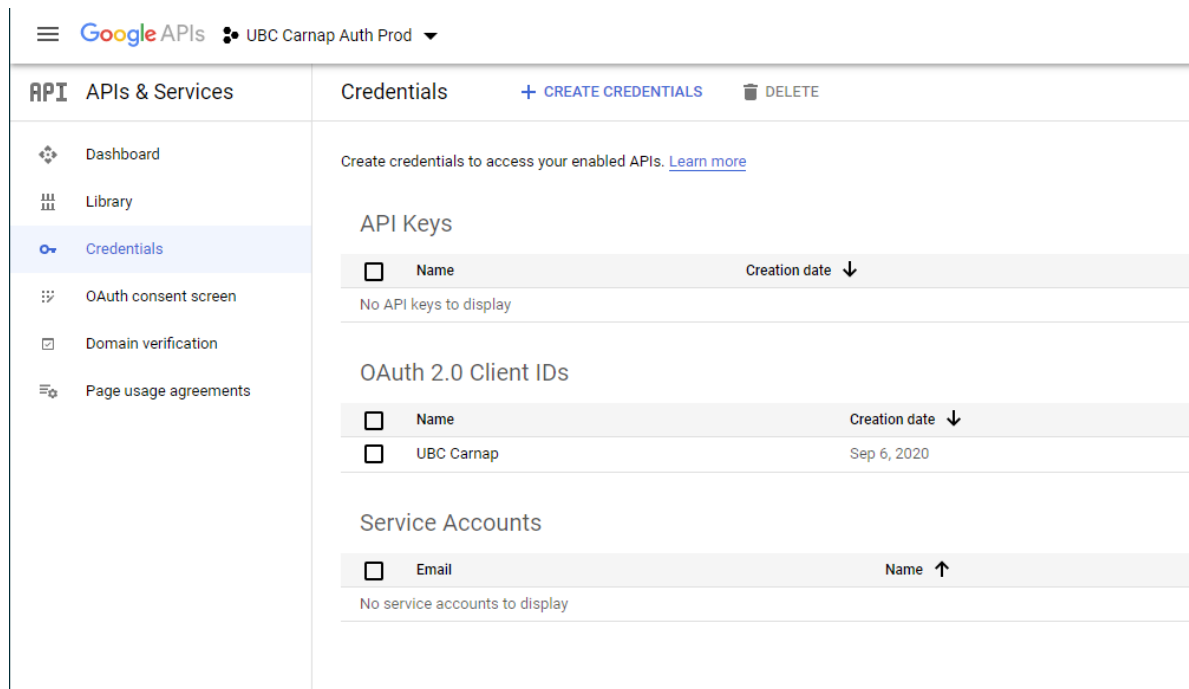 Google APIs UBC Carnap Auth Prod
API APIs & Services
Credentials + CREATE CREDENTIALS DELETE
Dashboard
Library
Credentials
OAuth consent screen
Domain verification
Page usage agreements
Create credentials to access your enabled APIs. Learn more
API Keys
Name Creation date
No API keys to display
OAuth 2.0 Client IDs
Name Creation date
UBC Carnap Sep 6, 2020
Service Accounts
Email Name
No service accounts to display